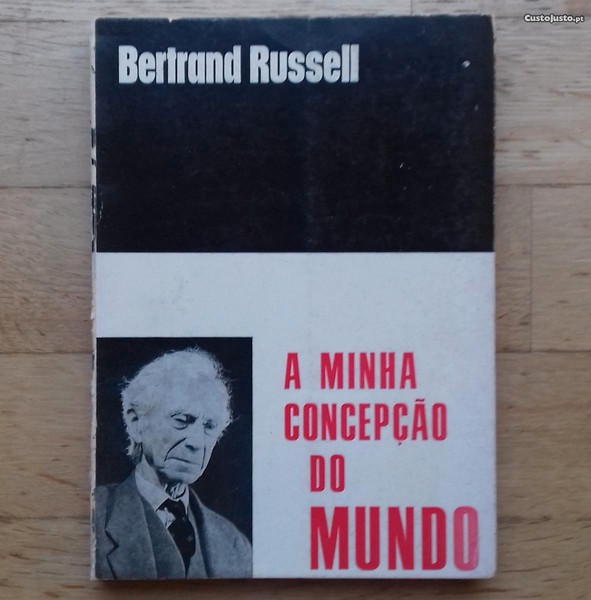 CustoJusto.pt
Bertrand Russell
A MINHA
CONCEPÇÃO
DO
MUNDO